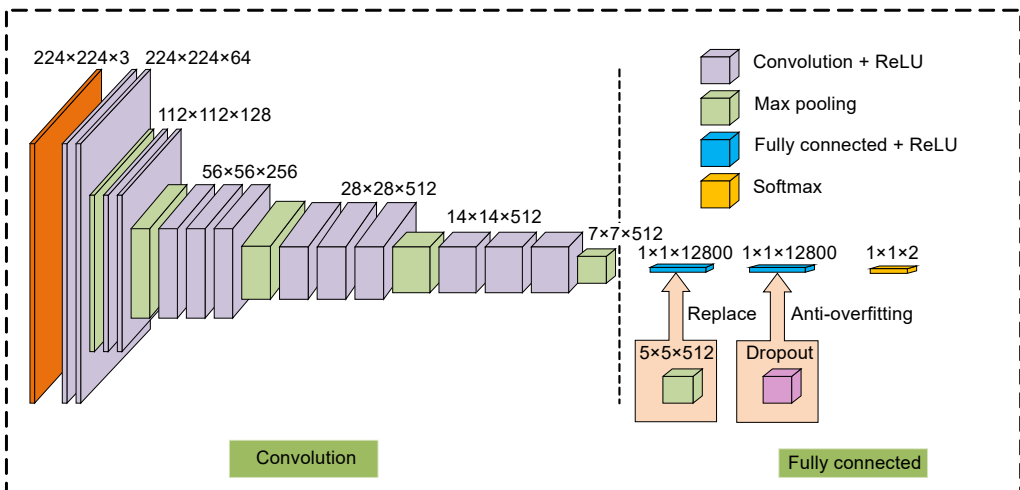 224×224×3
224×224×64
112×112×128
56×56×256
28×28×512
14×14×512
7×7×512
Convolution + ReLU
Max pooling
Fully connected + ReLU
Softmax
1×1×12800
1×1×12800
1×1×2
Replace
Anti-overfitting
5×5×512
Dropout
Convolution
Fully connected